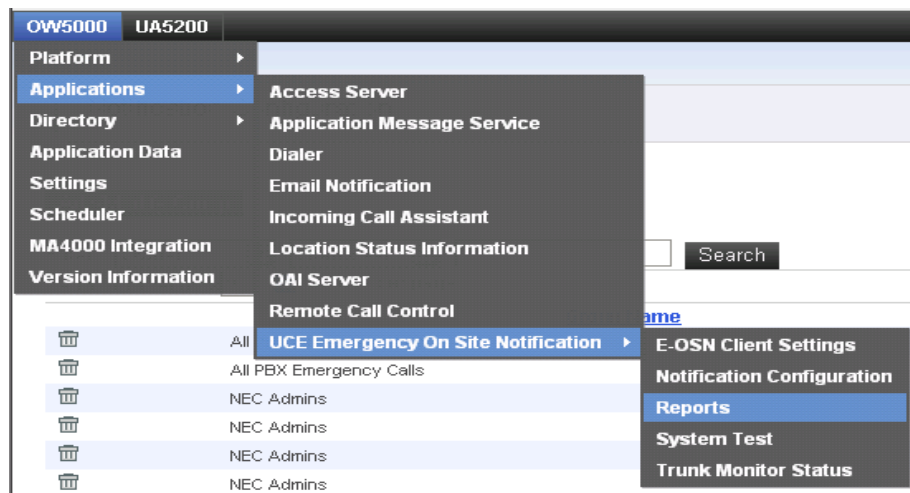 OW5000 UA5200
Platform
Applications
Directory
Application Data
Settings
Scheduler
MA4000 Integration
Version Information
Access Server
Application Message Service
Dialer
Email Notification
Incoming Call Assistant
Location Status Information
OAI Server
Remote Call Control
UCE Emergency On Site Notification
E-OSN Client Settings
Notification Configuration
Reports
System Test
Trunk Monitor Status
Search
ame
All
All PBX Emergency Calls
NEC Admins
NEC Admins
NEC Admins
NEC Admins